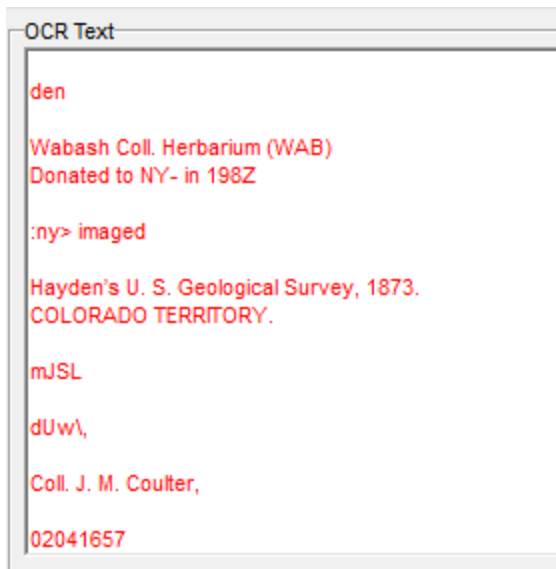 OCR Text
den
Wabash Coll. Herbarium (WAB)
Donated to NY- in 198Z
:ny> imaged
Hayden's U. S. Geological Survey, 1873.
COLORADO TERRITORY.
mJSL
dUw\,
Coll. J. M. Coulter,
02041657